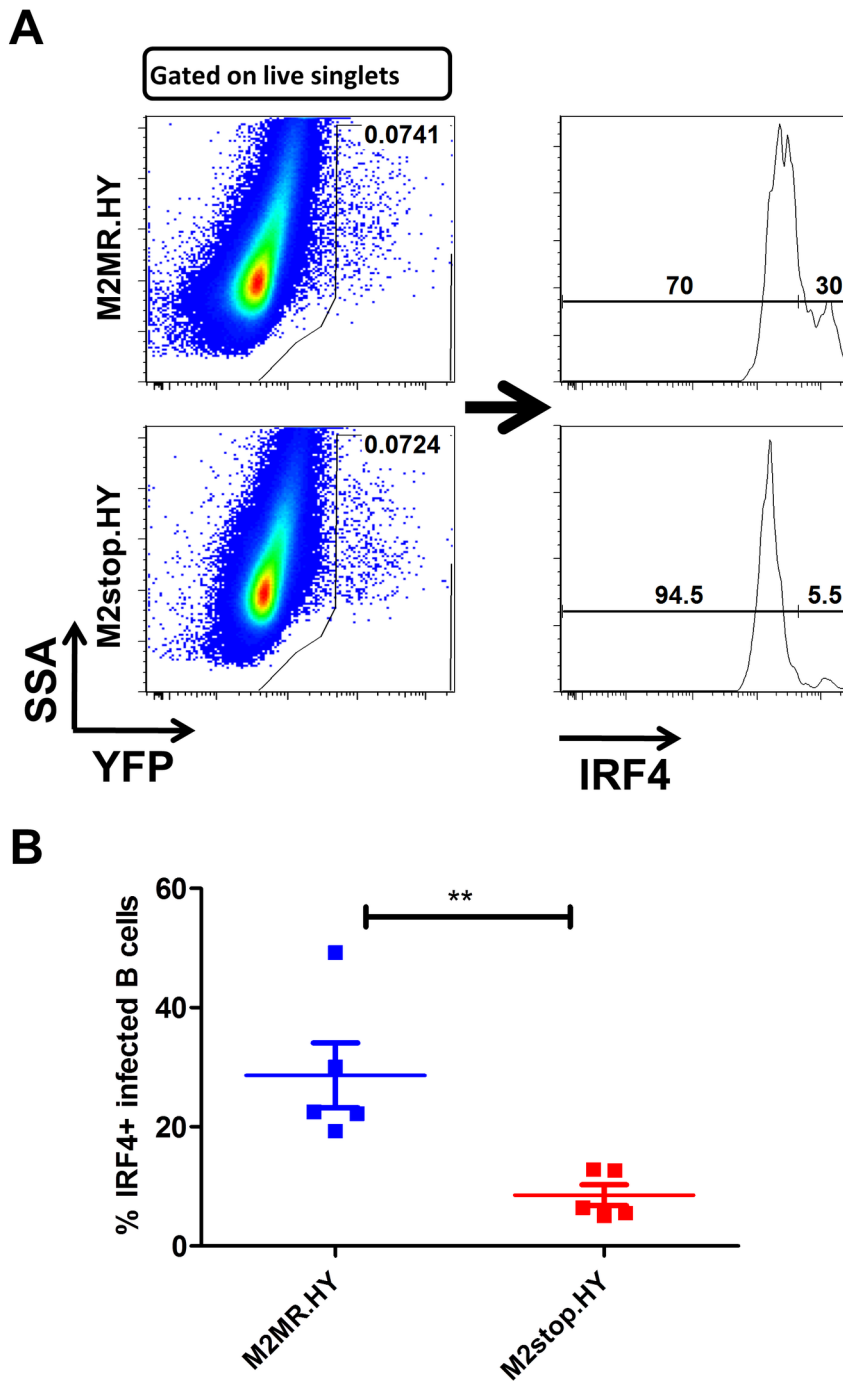 A
Gated on live singlets
M2MR.HY
0.0741
70
30
M2stop.HY
0.0724
94.5
5.5
SSA
YFP
IRF4
B
% IRF4+ infected B cells
60
**
40
20
0
M2MR.HY
M2stop.HY